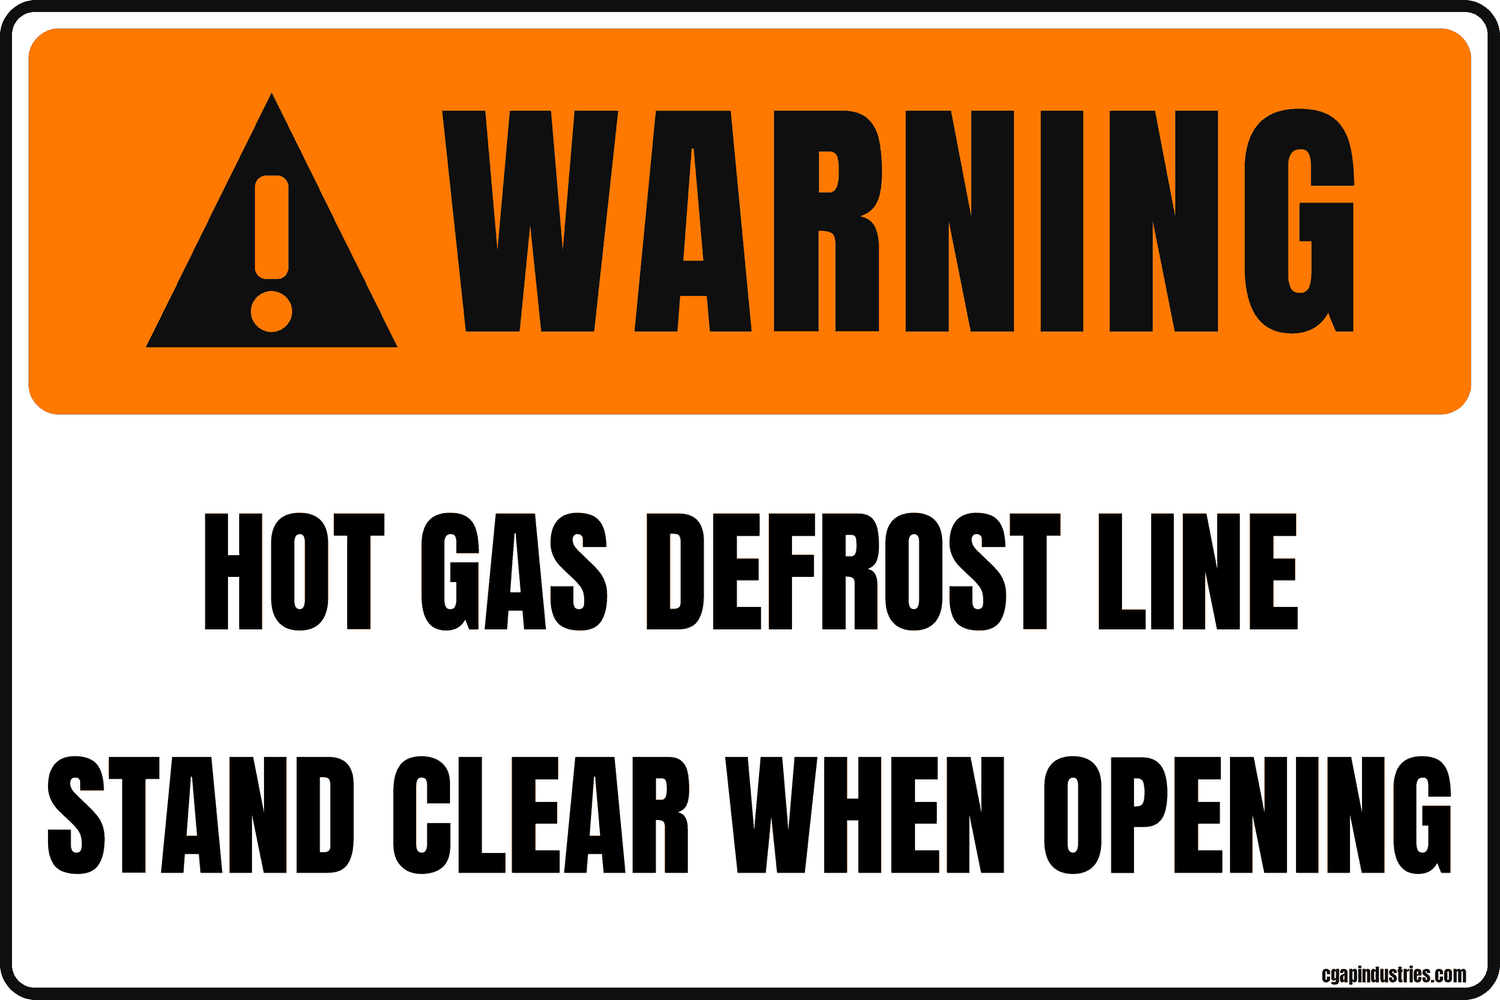 WARNING
HOT GAS DEFROST LINE
STAND CLEAR WHEN OPENING
cgapindustries.com